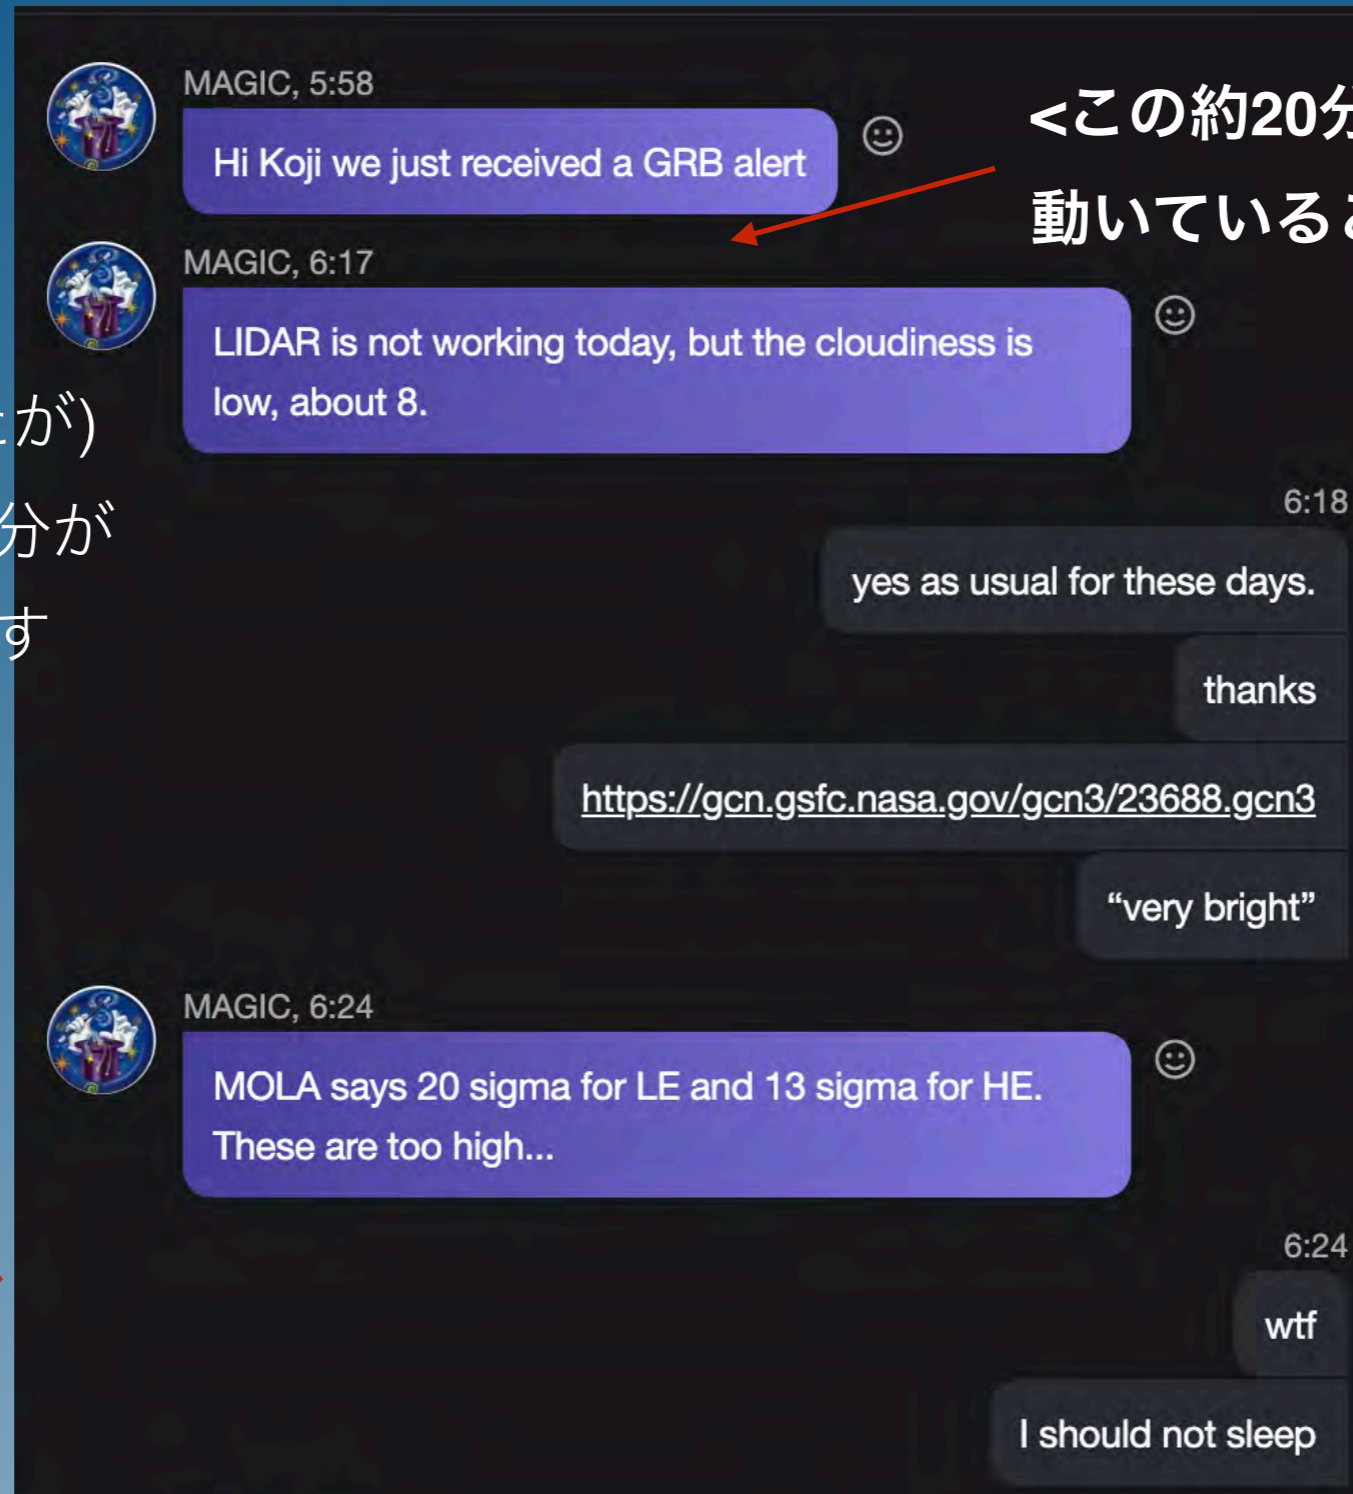 MAGIC, 5:58
Hi Koji we just received a GRB alert
<この約20分
動いている
MAGIC, 6:17
LIDAR is not working today, but the cloudiness is
low, about 8.
が)
分が
す
6:18
yes as usual for these days.
thanks
https://gcn.gsfc.nasa.gov/gcn3/23688.gcn3
“very bright”
MAGIC, 6:24
MOLA says 20 sigma for LE and 13 sigma for HE.
These are too high...
6:24
wtf
I should not sleep